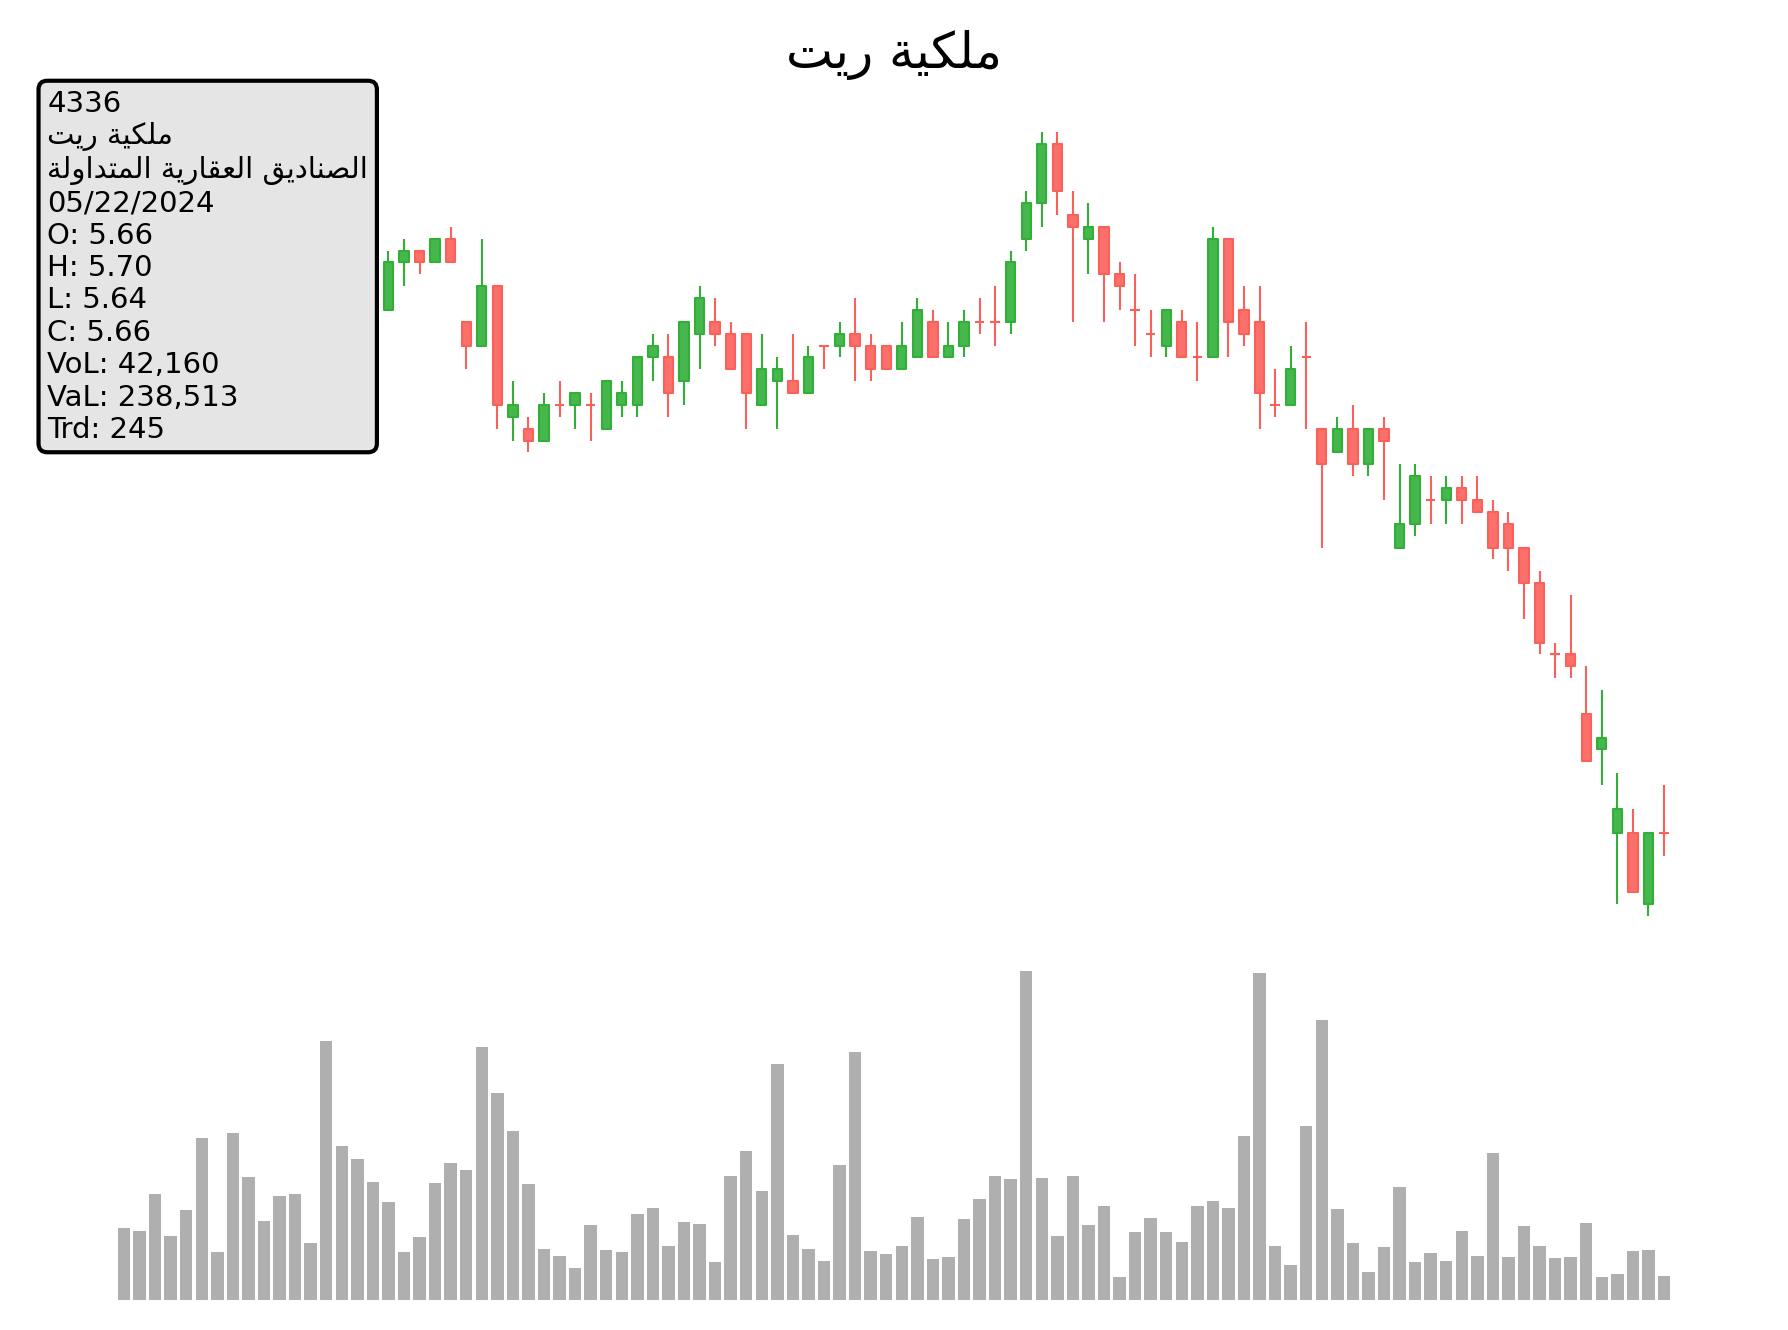 ملكية ريت
4336
ملكية ريت
الصناديق العقارية المتداولة
05/22/2024
O: 5.66
H: 5.70
L: 5.64
C: 5.66
VoL: 42,160
VaL: 238,513
Trd: 245